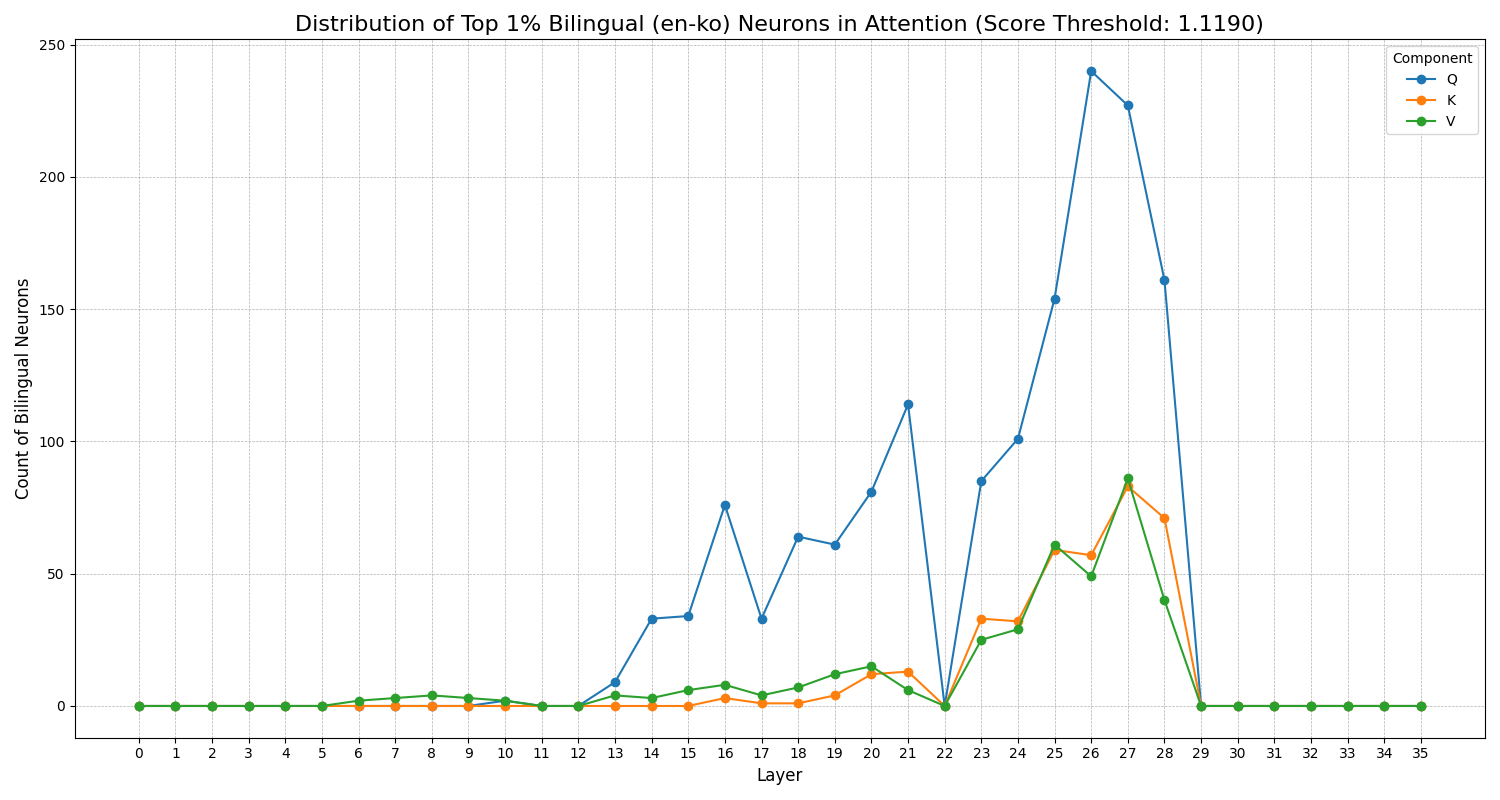 Distribution of Top 1% Bilingual (en-ko) Neurons in Attention (Score Threshold: 1.1190)
Component
Q
K
V
250
200
150
100
50
0
Count of Bilingual Neurons
0 1 2 3 4 5 6 7 8 9 10 11 12 13 14 15 16 17 18 19 20 21 22 23 24 25 26 27 28 29 30 31 32 33 34 35
Layer